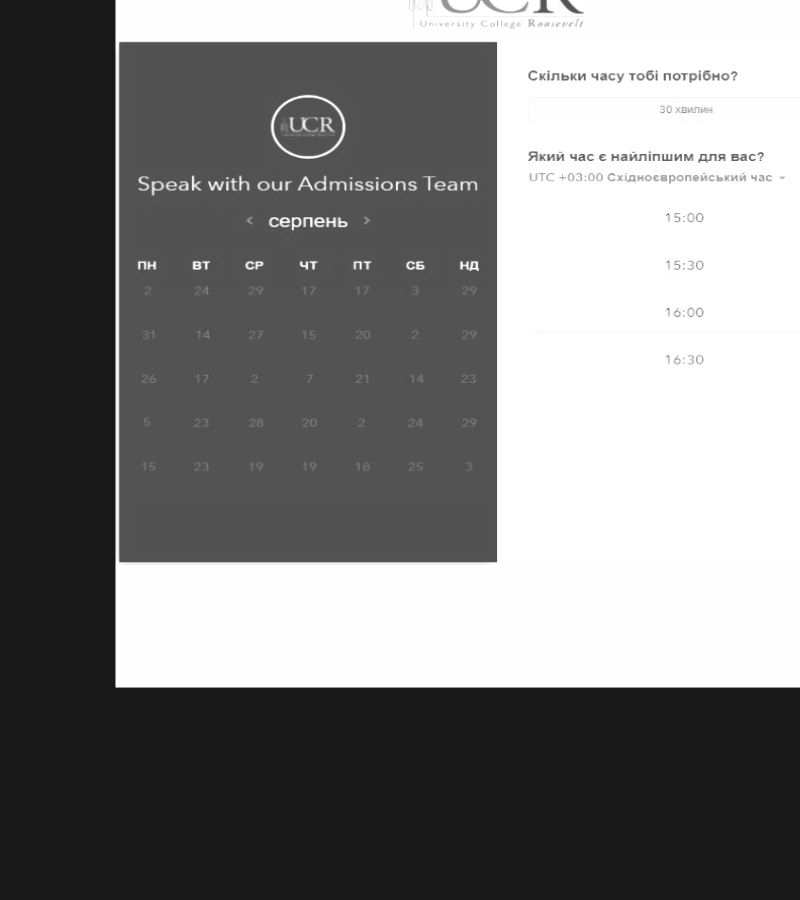 UCR
University College Roosevelt
UCR
Speak with our Admissions Team
< серпень >
ПН ВТ СР ЧТ ПТ СБ НД
2 24 29 17 17 3 29
31 14 27 15 20 2 29
26 17 2 7 21 14 23
5 23 28 20 2 24 29
15 23 19 19 18 25 3
Скільки часу тобі потрібно?
30 хвилин
Який час є найліпшим для вас?
UTC +03:00 Східноєвропейський час
15:00
15:30
16:00
16:30